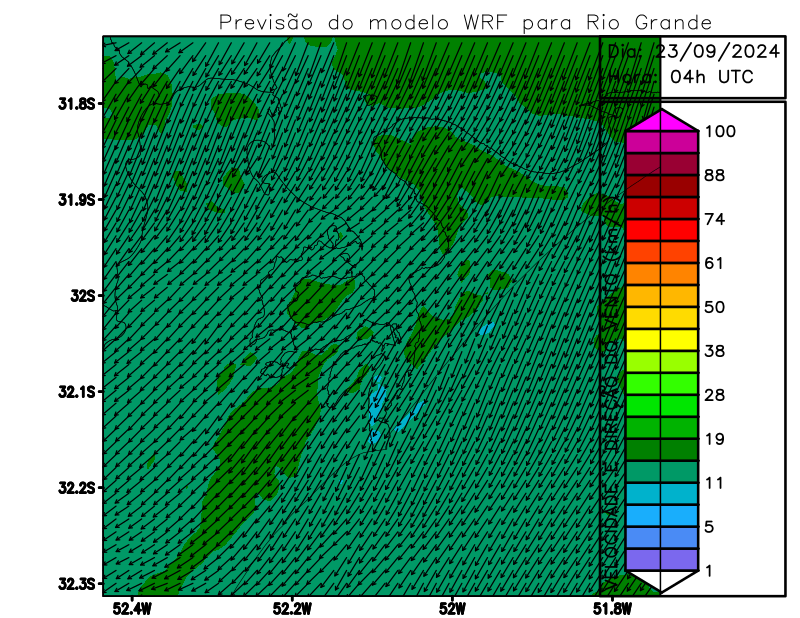 Previsão do modelo WRF para Rio Grande
Dia: 23/09/2024
Hora: 04h UTC
31.8S
31.9S
32S
32.1S
32.2S
32.3S
52.4W
52.2W
52W
51.8W
VELOCIDADE E DIREÇÃO DO VENTO (km/h)
100
88
74
61
50
38
28
19
11
5
1